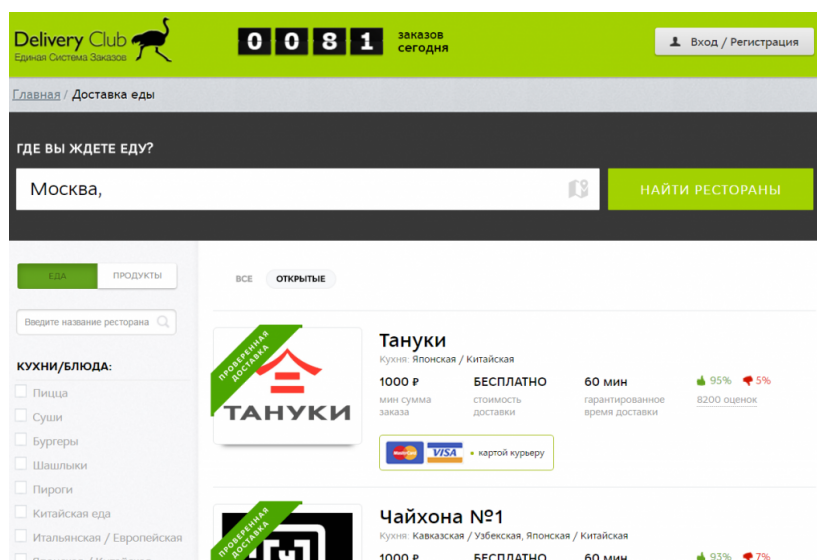 Delivery Club
Единая Система Заказов
0 0 8 1
заказов
сегодня
Вход / Регистрация
Главная / Доставка еды
ГДЕ ВЫ ЖДЕТЕ ЕДУ?
Москва,
НАЙТИ РЕСТОРАНЫ
ЕДА
ПРОДУКТЫ
ВСЕ
ОТКРЫТЫЕ
Введите название ресторана
КУХНИ/БЛЮДА:
Пицца
Суши
Бургеры
Шашлыки
Пироги
Китайская еда
Итальянская / Европейская
Японская / Китайская
ПРОВЕРЕННАЯ
ДОСТАВКА
ТАНУКИ
Тануки
Кухня: Японская / Китайская
1000 ₽
БЕСПЛАТНО
60 мин
95%
5%
мин сумма
заказа
стоимость
доставки
гарантированное
время доставки
8200 оценок
MasterCard
VISA
• картой курьеру
ПРОВЕРЕННАЯ
ДОСТАВКА
Чайхона №1
Кухня: Кавказская / Узбекская, Японская / Китайская
1000 ₽
БЕСПЛАТНО
60 мин
93%
7%